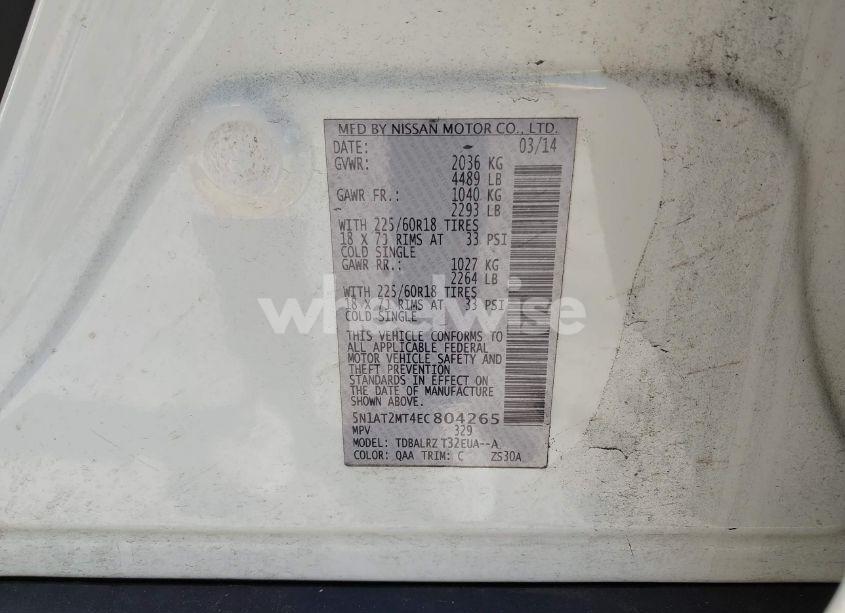 MFD BY NISSAN MOTOR CO., LTD.
DATE: - 03/14
GVWR: 2036 KG
4489 LB
GAWR FR.: 1040 KG
- 2293 LB
WITH 225/60R18 TIRES
18 X 7J RIMS AT 33 PSI
COLD SINGLE
GAWR RR.: 1027 KG
2264 LB
WITH 225/60R18 TIRES
18 X 7J RIMS AT 33 PSI
COLD SINGLE
wheelwise
THIS VEHICLE CONFORMS TO
ALL APPLICABLE FEDERAL
MOTOR VEHICLE SAFETY AND
THEFT PREVENTION
STANDARDS IN EFFECT ON
THE DATE OF MANUFACTURE
SHOWN ABOVE.
5N1AT2MT4EC804265
MPV 329
MODEL: TDBALRZ T32EUA--A
COLOR: QAA TRIM: C ZS30A